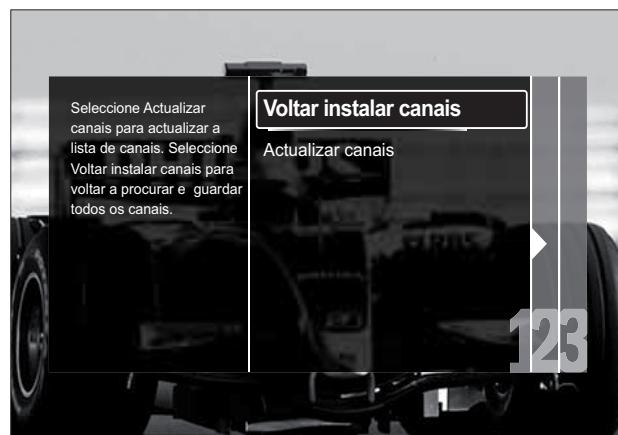 Seleccione Actualizar
canais para actualizar a
lista de canais. Seleccione
Voltar instalar canais para
voltar a procurar e guardar
todos os canais.
Voltar instalar canais
Actualizar canais
123